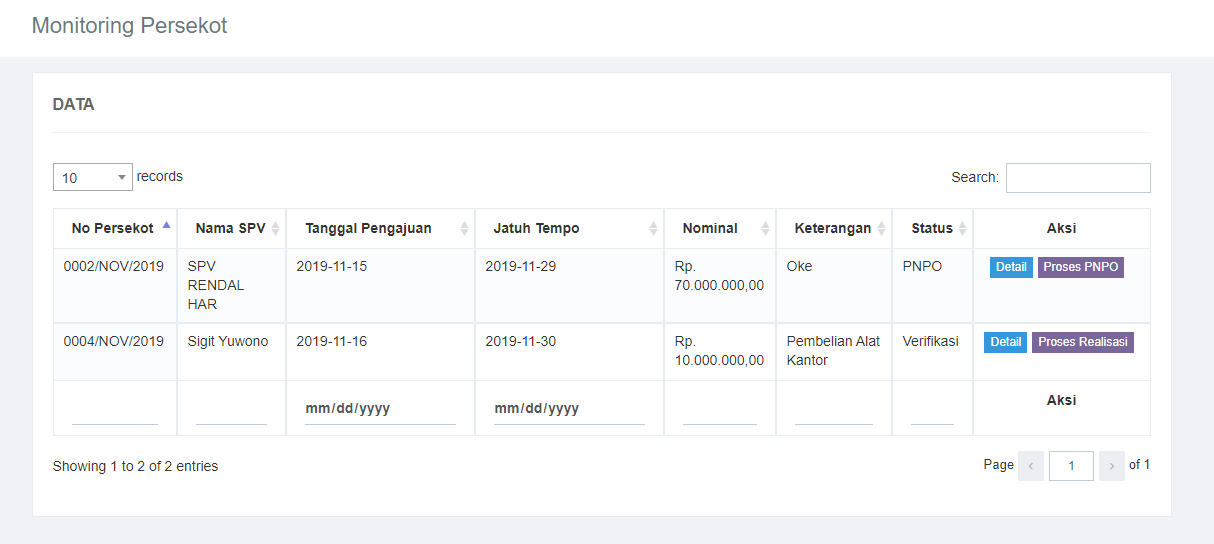 Monitoring Persekot
DATA
10 records
Search:
No Persekot Nama SPV Tanggal Pengajuan Jatuh Tempo Nominal Keterangan Status Aksi
0002/NOV/2019 SPV 2019-11-15 2019-11-29 Rp. Oke PNPO Detail Proses PNPO
RENDAL 70.000.000,00
HAR
0004/NOV/2019 Sigit Yuwono 2019-11-16 2019-11-30 Rp. Pembelian Alat Verifikasi Detail Proses Realisasi
10.000.000,00 Kantor
mm/dd/yyyy mm/dd/yyyy Aksi
Showing 1 to 2 of 2 entries
Page ‹ 1 › of 1